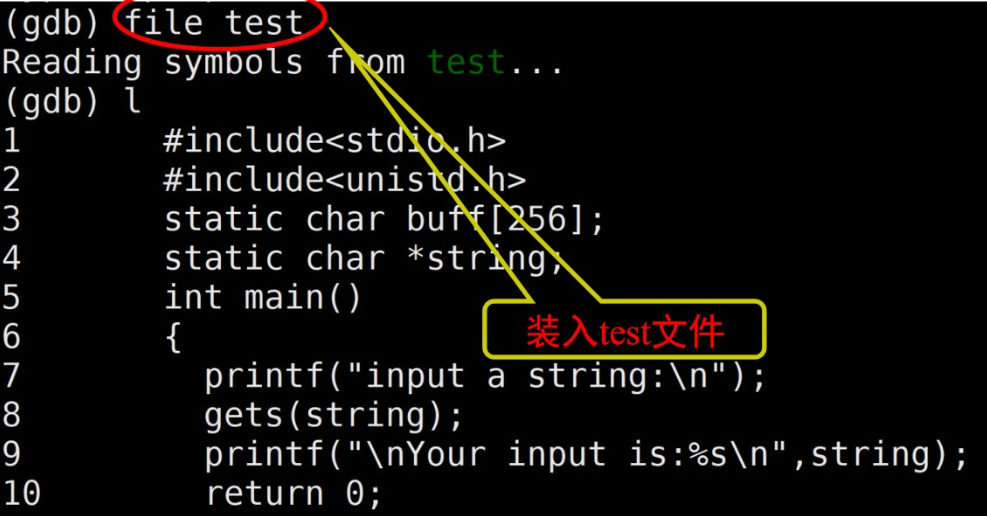 (gdb) file test
Reading symbols from test...
(gdb) l
1 #include<stdio.h>
2 #include<unistd.h>
3 static char buff[256];
4 static char *string;
5 int main()
6 {
装入test文件
7 printf("input a string:\n");
8 gets(string);
9 printf("\nYour input is:%s\n",string);
10 return 0;